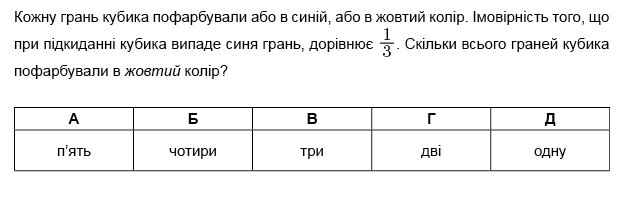 Кожну грань кубика пофарбували або в синій, або в жовтий колір. Імовірність того, що
при підкиданні кубика випаде синя грань, дорівнює 1/3. Скільки всього граней кубика
пофарбували в жовтий колір?
А Б В Г Д
п'ять чотири три дві одну